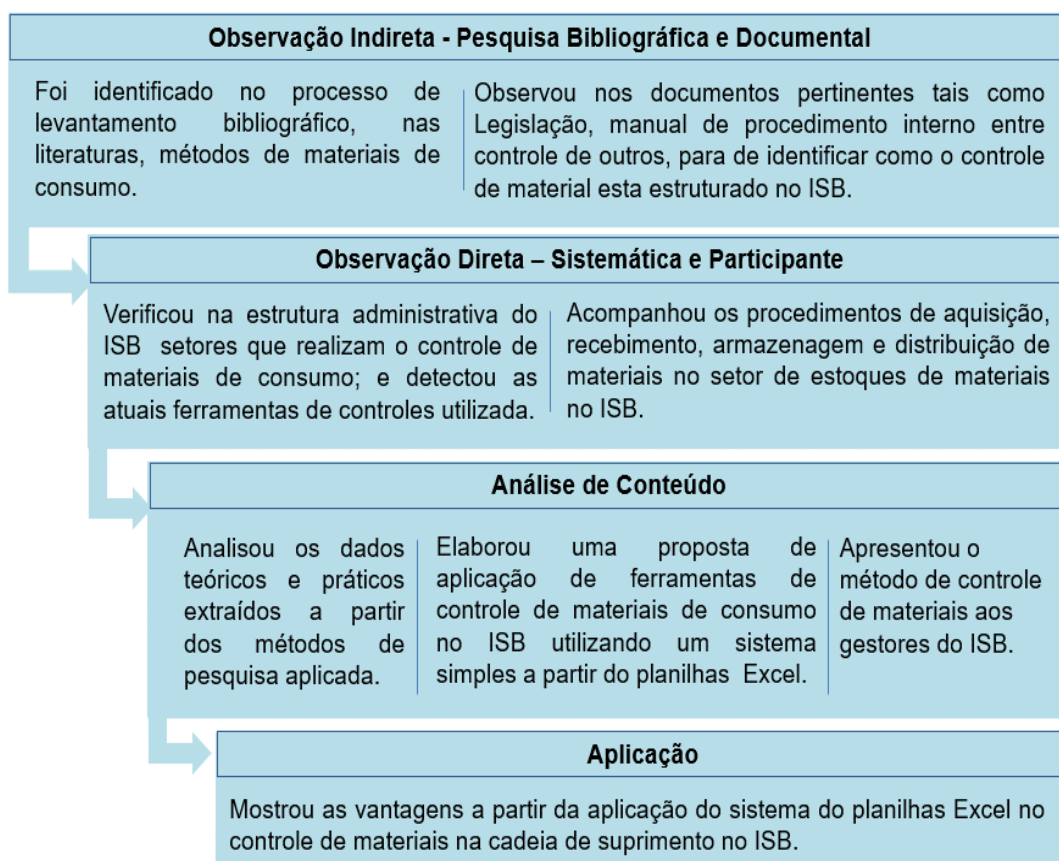 Observação Indireta - Pesquisa Bibliográfica e Documental
Foi identificado no processo de
levantamento bibliográfico, nas
literaturas, métodos de materiais de
consumo.
Observou nos documentos pertinentes tais como
Legislação, manual de procedimento interno entre
controle de outros, para de identificar como o controle
de material esta estruturado no ISB.
Observação Direta – Sistemática e Participante
Verificou na estrutura administrativa do
ISB setores que realizam o controle de
materiais de consumo; e detectou as
atuais ferramentas de controles utilizada.
Acompanhou os procedimentos de aquisição,
recebimento, armazenagem e distribuição de
materiais no setor de estoques de materiais
no ISB.
Análise de Conteúdo
Analisou os dados
teóricos e práticos
extraídos a partir
dos métodos de
pesquisa aplicada.
Elaborou uma proposta de
aplicação de ferramentas de
controle de materiais de consumo
no ISB utilizando um sistema
simples a partir do planilhas Excel.
Apresentou o
método de controle
de materiais aos
gestores do ISB.
Aplicação
Mostrou as vantagens a partir da aplicação do sistema do planilhas Excel no
controle de materiais na cadeia de suprimento no ISB.